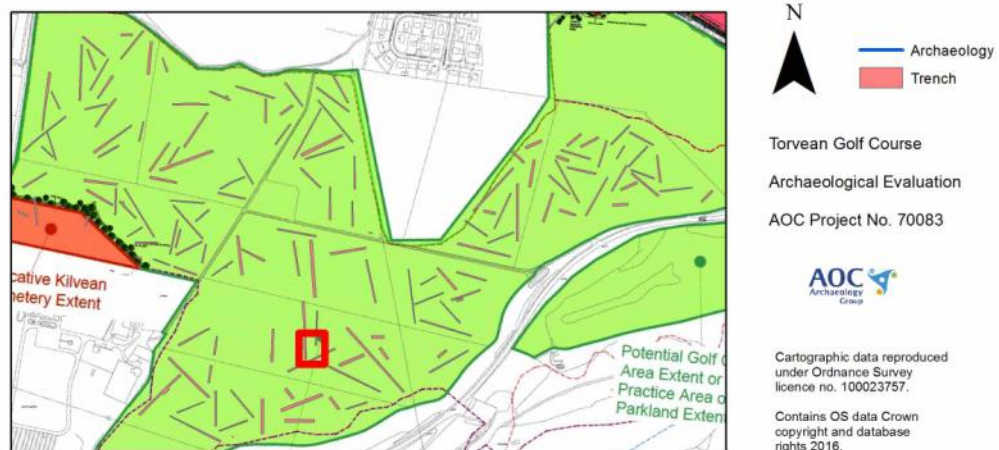 cative Kilvean
netery Extent
Potential Golf C
Area Extent or
Practice Area o
Parkland Extent
N
Archaeology
Trench
Torvean Golf Course
Archaeological Evaluation
AOC Project No. 70083
AOC
Archaeology
Group
Cartographic data reproduced
under Ordnance Survey
licence no. 100023757.
Contains OS data Crown
copyright and database
rights 2016.